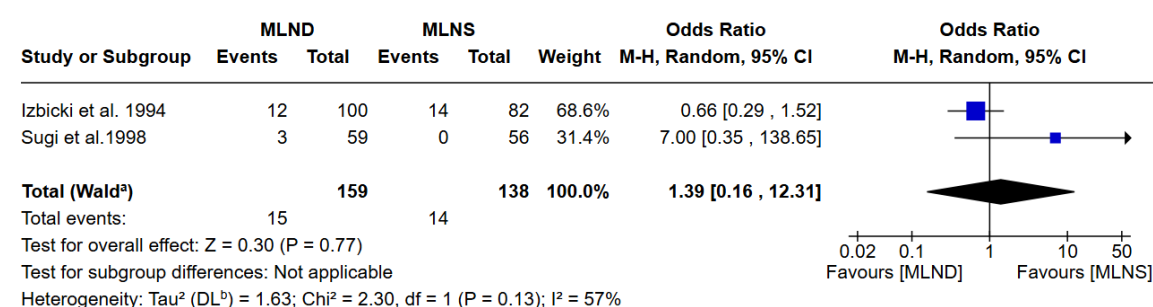 MLND MLNS Odds Ratio Odds Ratio
Study or Subgroup Events Total Events Total Weight M-H, Random, 95% CI M-H, Random, 95% CI
Izbicki et al. 1994 12 100 14 82 68.6% 0.66 [0.29 , 1.52]
Sugi et al.1998 3 59 0 56 31.4% 7.00 [0.35 , 138.65]
Total (Waldᵃ) 159 138 100.0% 1.39 [0.16 , 12.31]
Total events: 15 14
Test for overall effect: Z = 0.30 (P = 0.77)
0.02 0.1 1 10 50
Test for subgroup differences: Not applicable
Favours [MLND] Favours [MLNS]
Heterogeneity: Tau² (DLᵇ) = 1.63; Chi² = 2.30, df = 1 (P = 0.13); I² = 57%